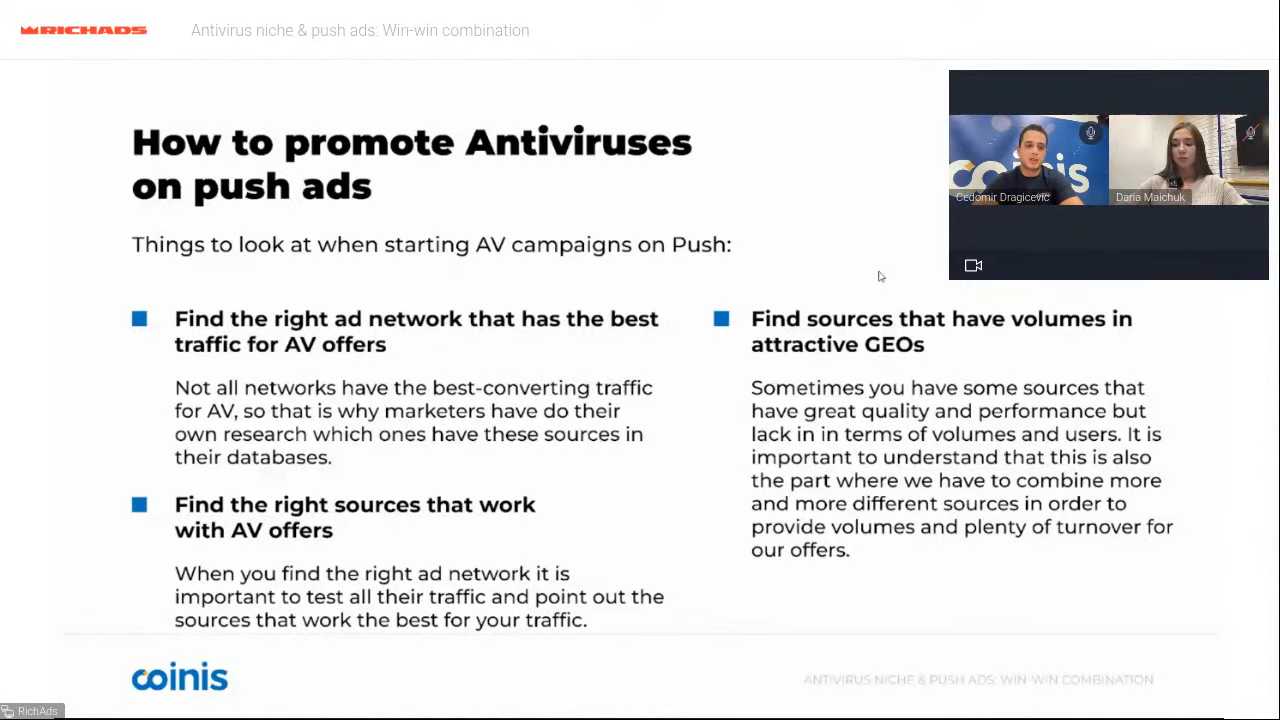 RICHADS
Antivirus niche & push ads: Win-win combination
How to promote Antiviruses
on push ads
Things to look at when starting AV campaigns on Push:
Find the right ad network that has the best
traffic for AV offers
Not all networks have the best-converting traffic
for AV, so that is why marketers have do their
own research which ones have these sources in
their databases.
Find the right sources that work
with AV offers
When you find the right ad network it is
important to test all their traffic and point out the
sources that work the best for your traffic.
Find sources that have volumes in
attractive GEOs
Sometimes you have some sources that
have great quality and performance but
lack in in terms of volumes and users. It is
important to understand that this is also
the part where we have to combine more
and more different sources in order to
provide volumes and plenty of turnover for
our offers.
coinis
Cedomir Dragicevic
Daria Maichuk
coinis
ANTIVIRUS NICHE & PUSH ADS: WIN-WIN COMBINATION
RichAds